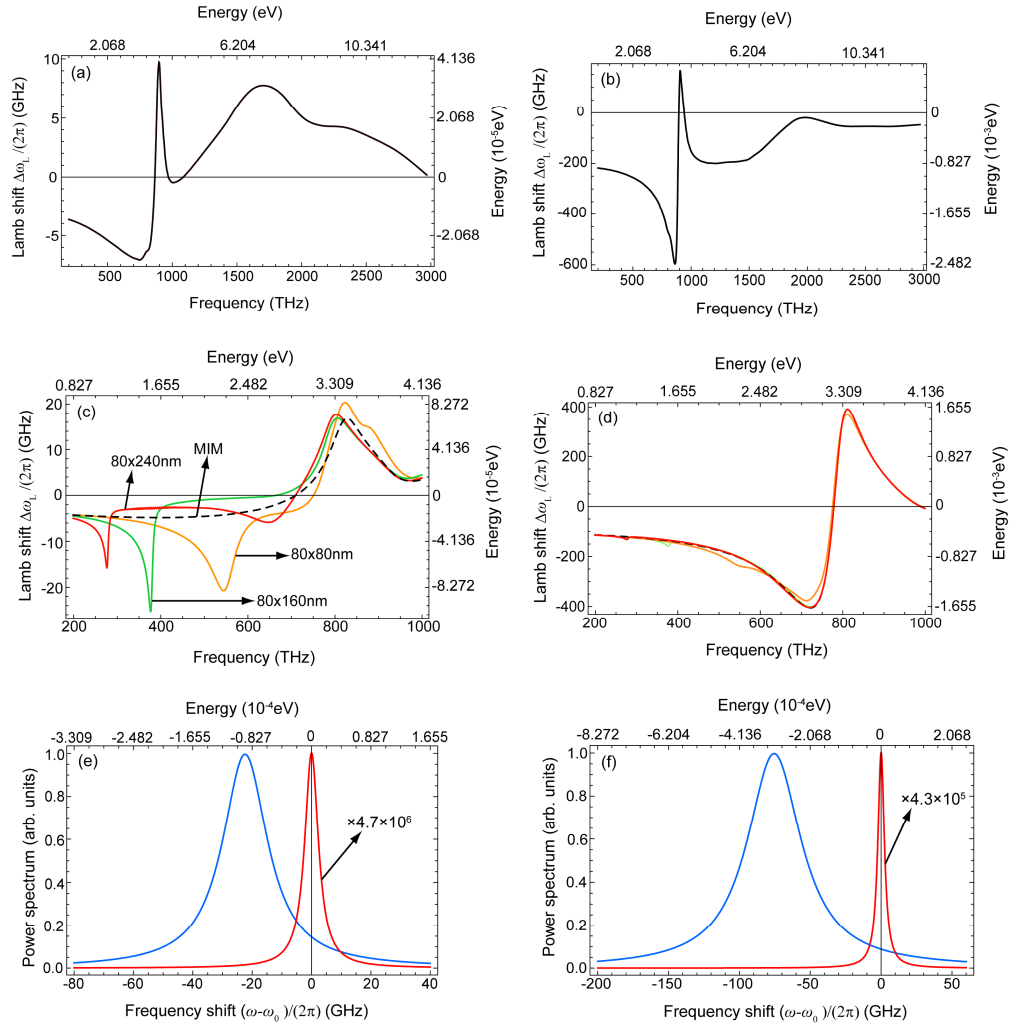 Energy (eV)
2.068 6.204 10.341
(a)
Lamb shift Δω_L /(2π) (GHz)
10
5
0
-5
4.136
2.068
0
-2.068
Energy (10⁻⁵eV)
500 1000 1500 2000 2500 3000
Frequency (THz)
Energy (eV)
2.068 6.204 10.341
(b)
Lamb shift Δω_L /(2π) (GHz)
0
-200
-400
-600
0
-0.827
-1.655
-2.482
Energy (10⁻³eV)
500 1000 1500 2000 2500 3000
Frequency (THz)
Energy (eV)
0.827 1.655 2.482 3.309 4.136
(c)
Lamb shift Δω_L/(2π) (GHz)
20
10
0
-10
-20
8.272
4.136
0
-4.136
-8.272
Energy (10⁻⁵eV)
80x240nm
MIM
80x80nm
80x160nm
200 400 600 800 1000
Frequency (THz)
Energy (eV)
0.827 1.655 2.482 3.309 4.136
(d)
Lamb shift Δω_L /(2π) (GHz)
400
200
0
-200
-400
1.655
0.827
0
-0.827
-1.655
Energy (10⁻³eV)
200 400 600 800 1000
Frequency (THz)
Energy (10⁻⁴eV)
-3.309 -2.482 -1.655 -0.827 0 0.827 1.655
(e)
Power spectrum (arb. units)
1.0
0.8
0.6
0.4
0.2
0.0
×4.7×10⁶
-80 -60 -40 -20 0 20 40
Frequency shift (ω-ω₀)/(2π) (GHz)
Energy (10⁻⁴eV)
-8.272 -6.204 -4.136 -2.068 0 2.068
(f)
Power spectrum (arb. units)
1.0
0.8
0.6
0.4
0.2
0.0
×4.3×10⁵
-200 -150 -100 -50 0 50
Frequency shift (ω-ω₀)/(2π) (GHz)